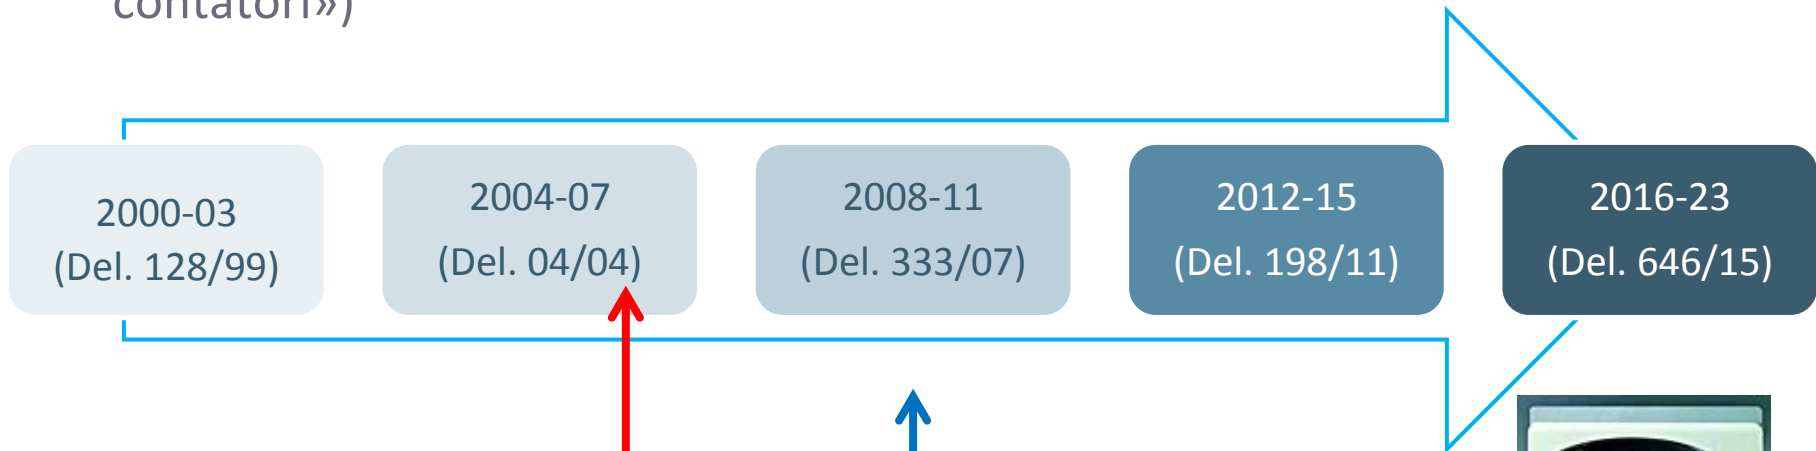 contatori»)
2000-03
(Del. 128/99)
2004-07
(Del. 04/04)
2008-11
(Del. 333/07)
2012-15
(Del. 198/11)
2016-23
(Del. 646/15)